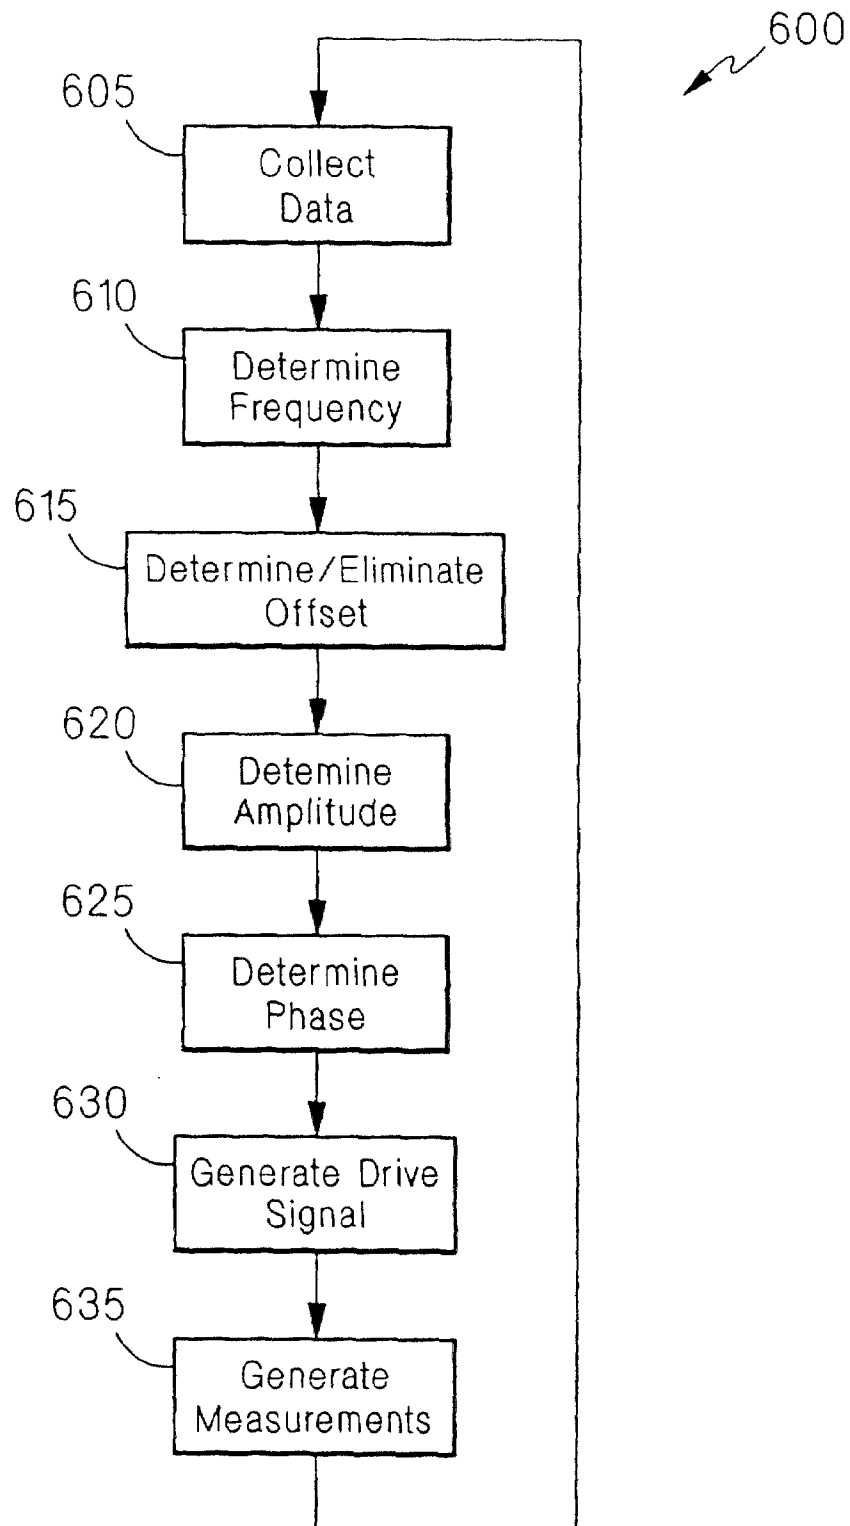 600
605
Collect
Data
610
Determine
Frequency
615
Determine/Eliminate
Offset
620
Detemine
Amplitude
625
Determine
Phase
630
Generate Drive
Signal
635
Generate
Measurements